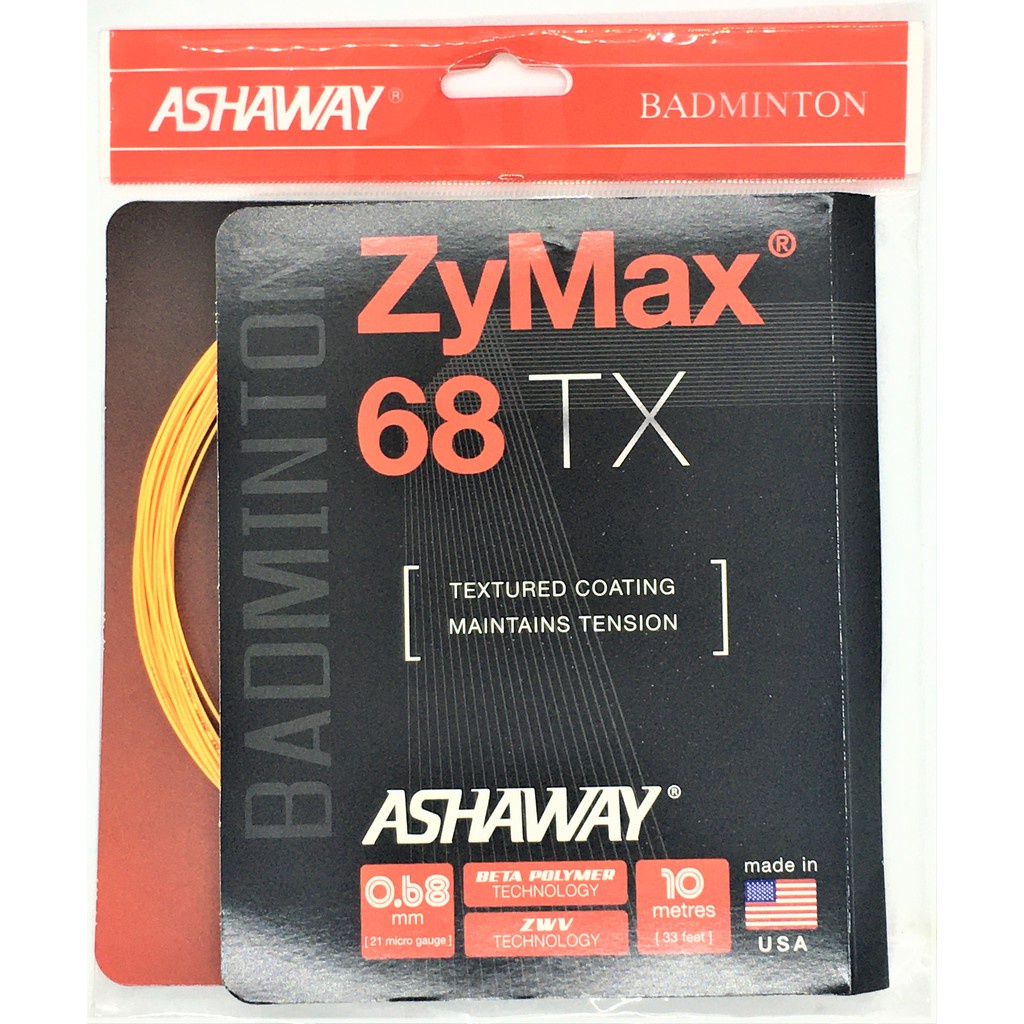 ASHAWAY®
BADMINTON
BADMINTON
ZyMax®
68 TX
TEXTURED COATING
MAINTAINS TENSION
ASHAWAY®
0.68
mm
[ 21 micro gauge ]
BETA POLYMER
TECHNOLOGY
ZWV
TECHNOLOGY
10
metres
[ 33 feet ]
made in
USA